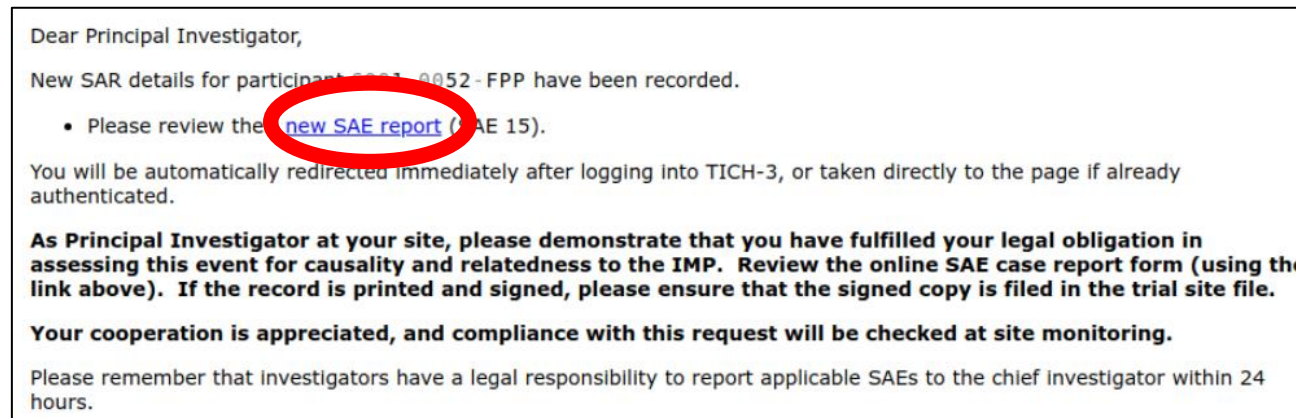 Dear Principal Investigator,
New SAR details for participant 52-FPP have been recorded.
• Please review the new SAE report AE 15).
You will be automatically redirected immediately after logging into TICH-3, or taken directly to the page if already
authenticated.
As Principal Investigator at your site, please demonstrate that you have fulfilled your legal obligation in
assessing this event for causality and relatedness to the IMP. Review the online SAE case report form (using the
link above). If the record is printed and signed, please ensure that the signed copy is filed in the trial site file.
Your cooperation is appreciated, and compliance with this request will be checked at site monitoring.
Please remember that investigators have a legal responsibility to report applicable SAEs to the chief investigator within 24
hours.